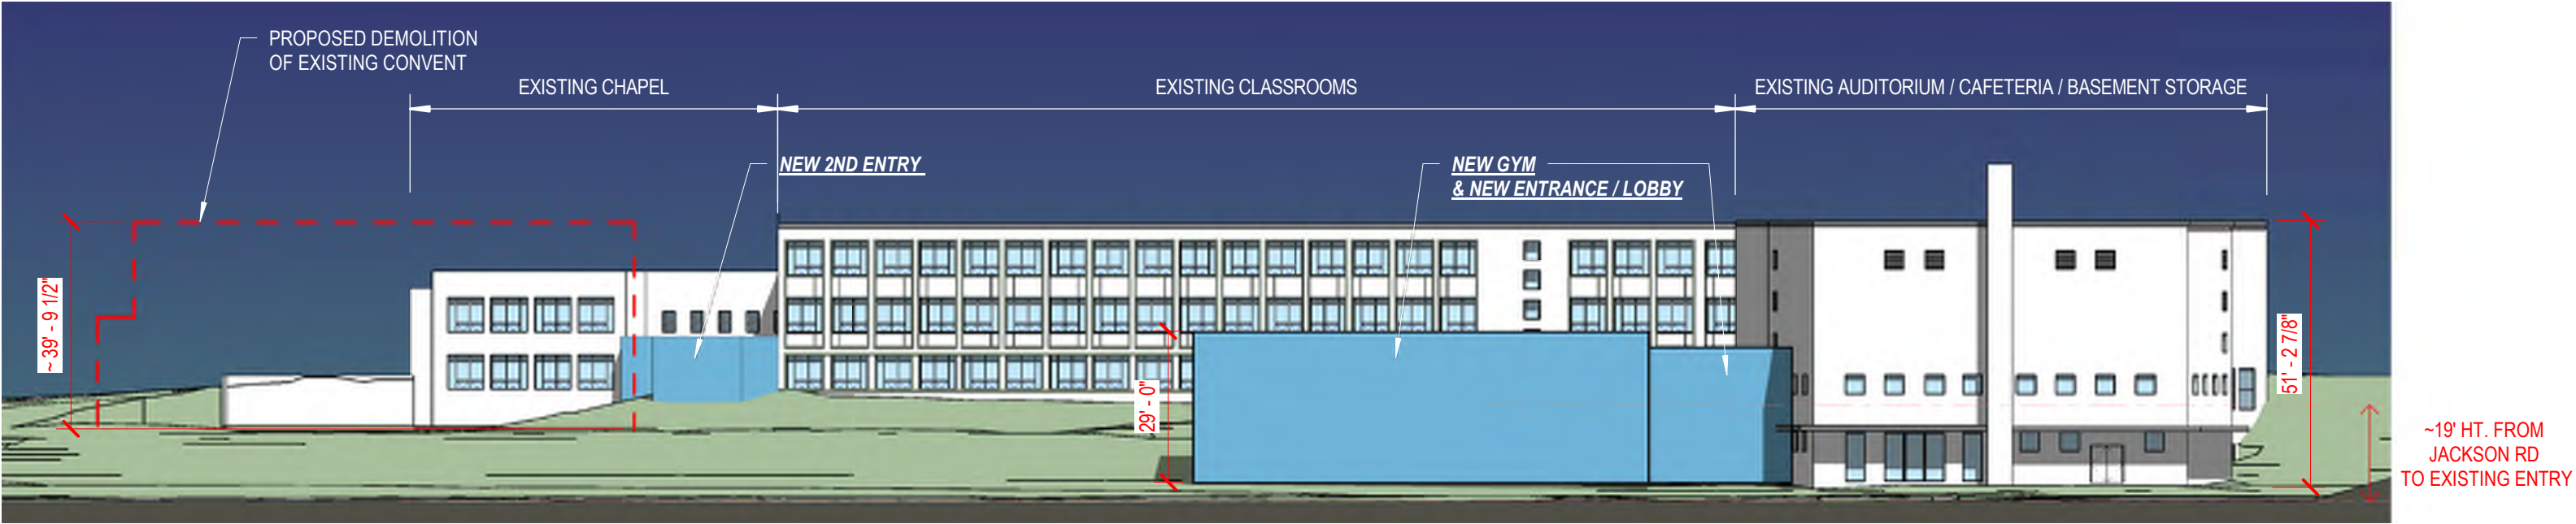 PROPOSED DEMOLITION
OF EXISTING CONVENT
EXISTING CHAPEL
EXISTING CLASSROOMS
EXISTING AUDITORIUM / CAFETERIA / BASEMENT STORAGE
NEW 2ND ENTRY
NEW GYM
& NEW ENTRANCE / LOBBY
~ 39' - 9 1/2"
29' - 0"
51' - 2 7/8"
~19' HT. FROM
JACKSON RD
TO EXISTING ENTRY